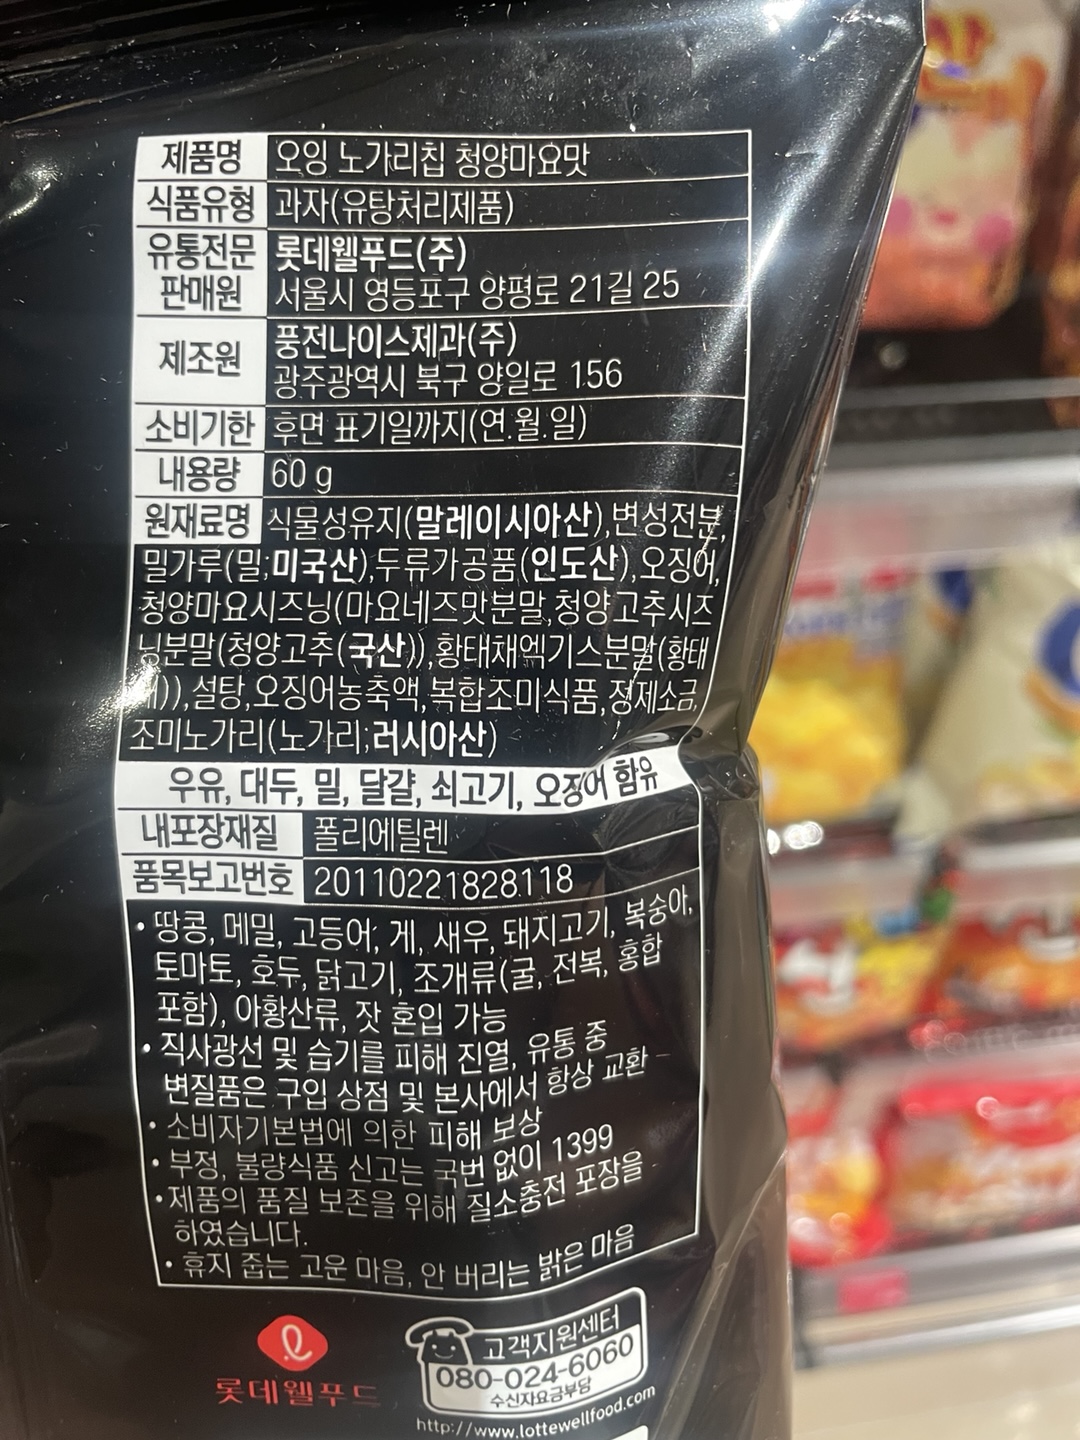 제품명 오잉 노가리칩 청양마요맛
식품유형 과자(유탕처리제품)
유통전문판매원 롯데웰푸드(주)
서울시 영등포구 양평로 21길 25
제조원 풍전나이스제과(주)
광주광역시 북구 양일로 156
소비기한 후면 표기일까지(연.월.일)
내용량 60 g
원재료명 식물성유지(말레이시아산),변성전분,
밀가루(밀;미국산),두류가공품(인도산),오징어,
청양마요시즈닝(마요네즈맛분말,청양고추시즈
닝분말(청양고추(국산)),황태채엑기스분말(황태
)),설탕,오징어농축액,복합조미식품,정제소금,
조미노가리(노가리;러시아산)
우유, 대두, 밀, 달걀, 쇠고기, 오징어 함유
내포장재질 폴리에틸렌
품목보고번호 20110221828118
• 땅콩, 메밀, 고등어, 게, 새우, 돼지고기, 복숭아,
토마토, 호두, 닭고기, 조개류(굴, 전복, 홍합
포함), 아황산류, 잣 혼입 가능
• 직사광선 및 습기를 피해 진열, 유통 중
변질품은 구입 상점 및 본사에서 항상 교환
• 소비자기본법에 의한 피해 보상
• 부정, 불량식품 신고는 국번 없이 1399
• 제품의 품질 보존을 위해 질소충전 포장을
하였습니다.
• 휴지 줍는 고운 마음, 안 버리는 밝은 마음
롯데웰푸드
고객지원센터
080-024-6060
수신자요금부담
http://www.lottewellfood.com